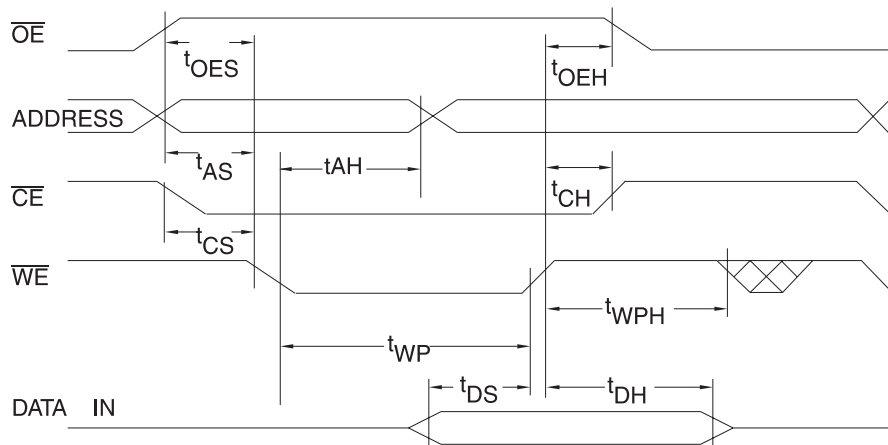 OE
tOES
tOEH
ADDRESS
tAS
tAH
tCH
CE
tCS
WE
tWPH
tWP
tDS
tDH
DATA IN